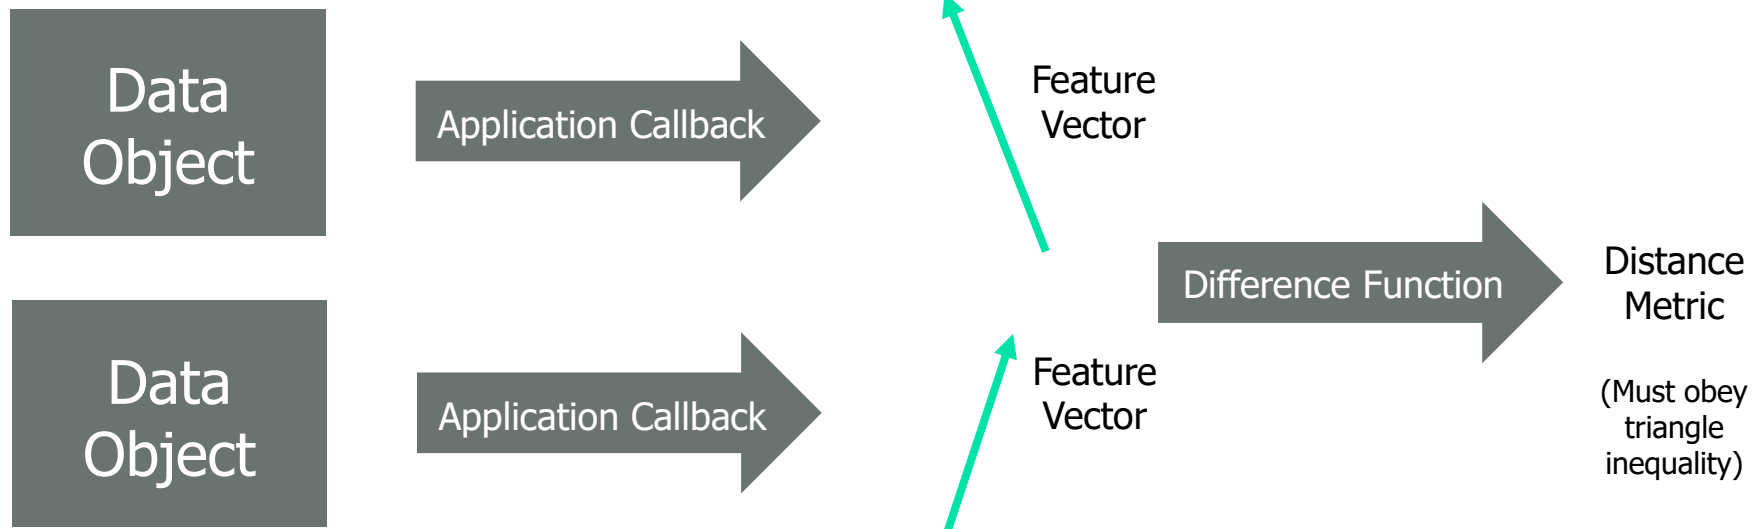 Data
Object
Application Callback
Feature
Vector
Data
Object
Application Callback
Feature
Vector
Difference Function
Distance
Metric
(Must obey
triangle
inequality)